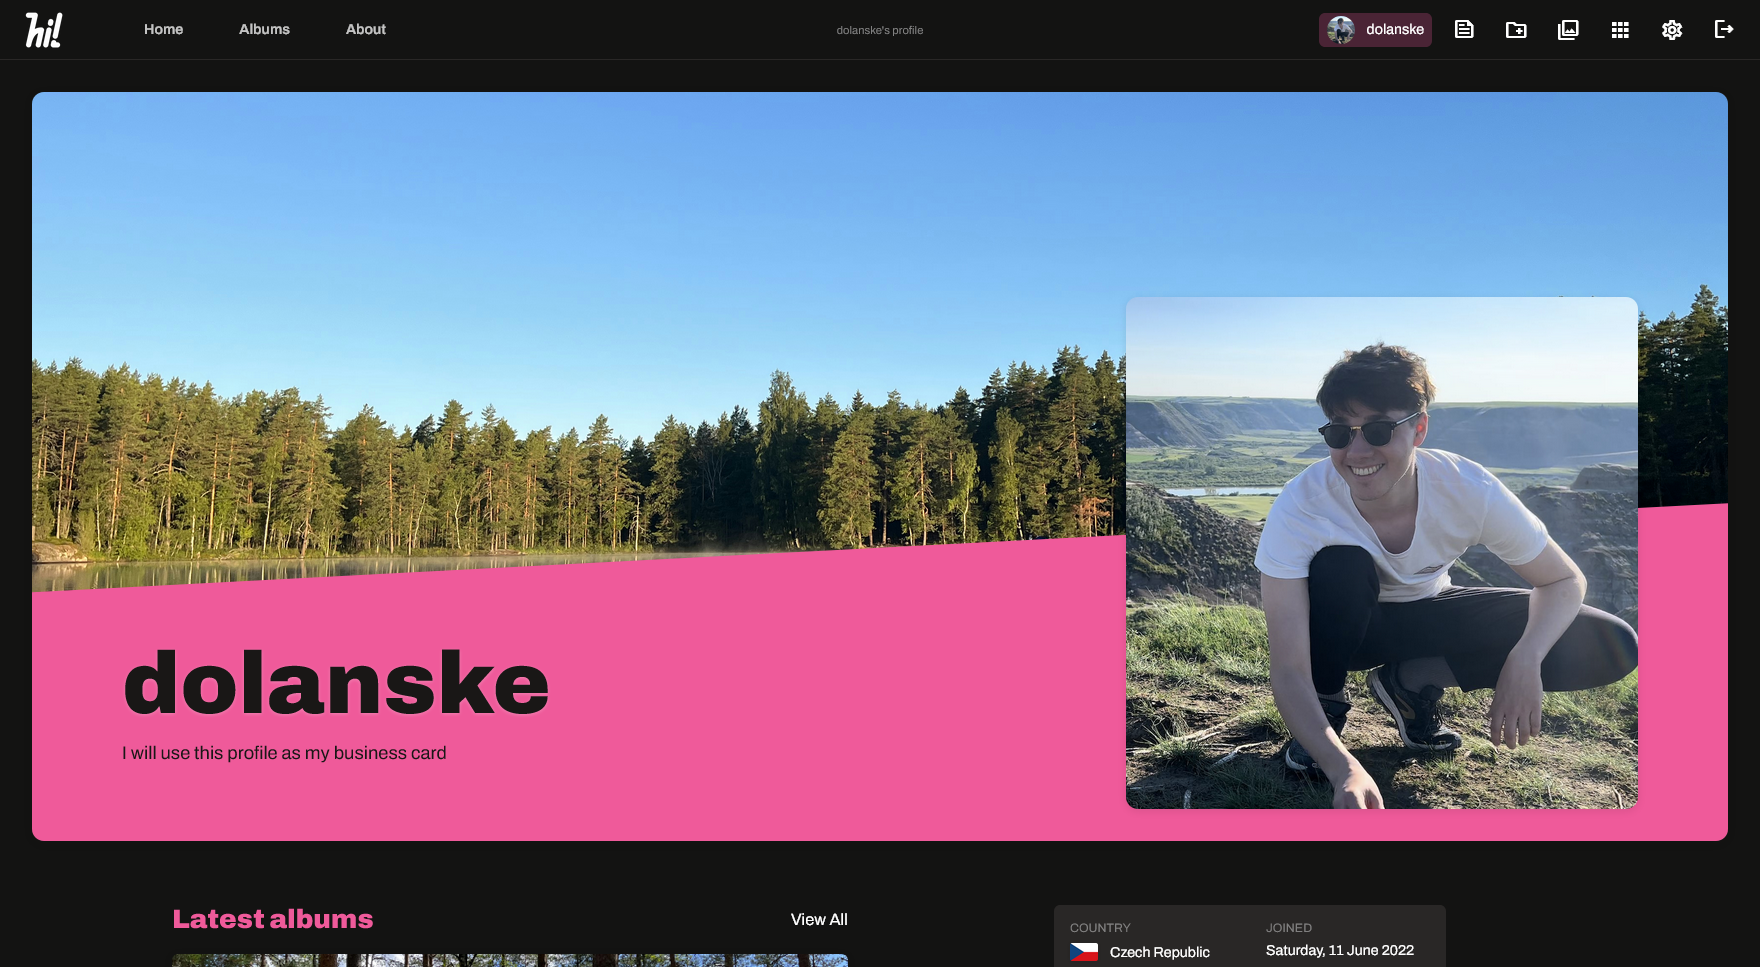 hi!
Home Albums About
dolanske's profile
dolanske
dolanske
I will use this profile as my business card
Latest albums
View All
COUNTRY JOINED
Czech Republic Saturday, 11 June 2022